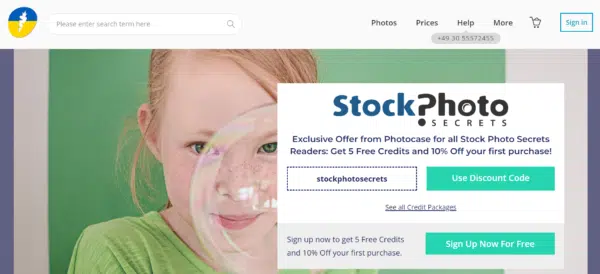 Please enter search term here...
Photos Prices Help More Sign in
+49 30 55572455
StockPhoto
SECRETS
Exclusive Offer from Photocase for all Stock Photo Secrets
Readers: Get 5 Free Credits and 10% Off your first purchase!
stockphotosecrets Use Discount Code
See all Credit Packages
Sign up now to get 5 Free Credits
and 10% Off your first purchase.
Sign Up Now For Free